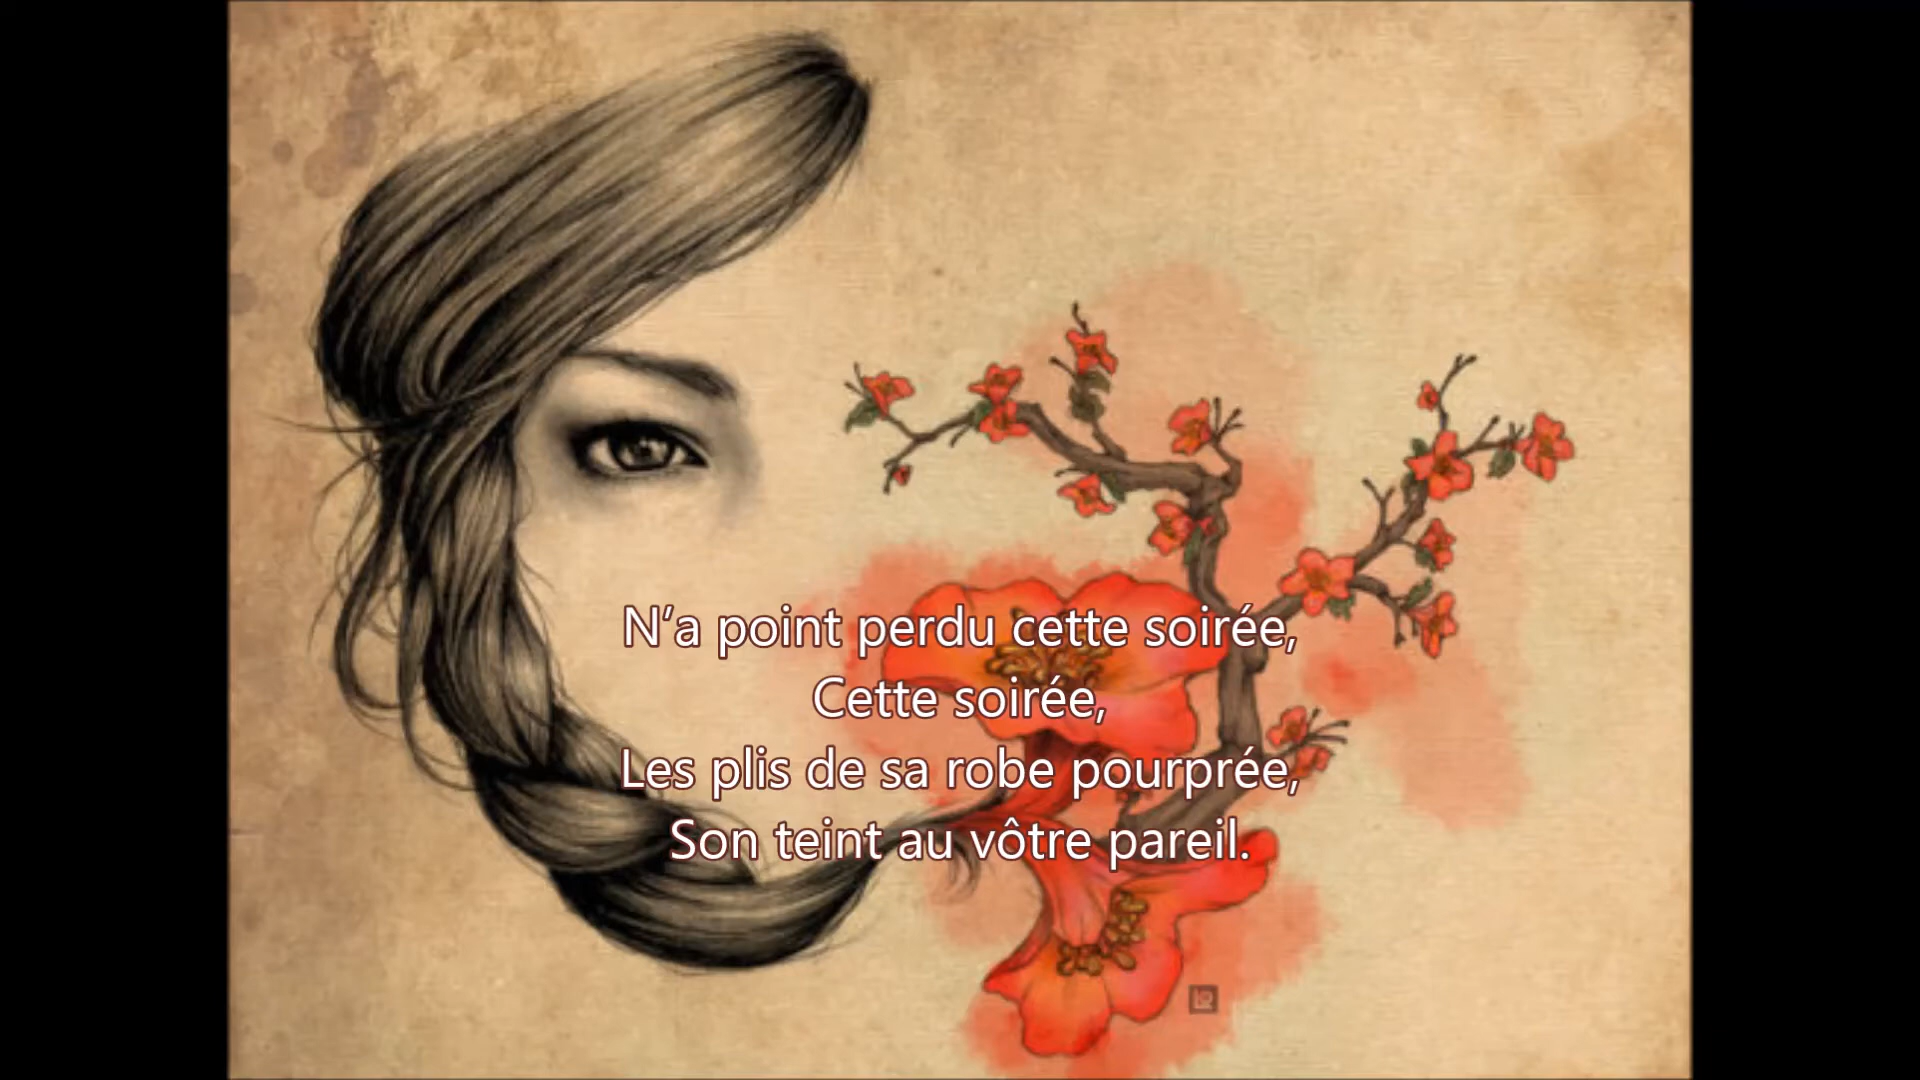 N’a point perdu cette soirée,
Cette soirée,
Les plis de sa robe pourprée,
Son teint au vôtre pareil.